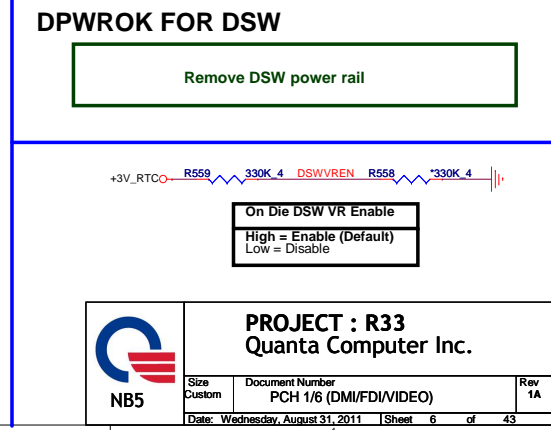 DPWROK FOR DSW
Remove DSW power rail
+3V_RTC R559 330K_4 DSWVREN R558 *330K_4
On Die DSW VR Enable
High = Enable (Default)
Low = Disable
PROJECT : R33
Quanta Computer Inc.
NB5
Size Document Number Rev
Custom PCH 1/6 (DMI/FDI/VIDEO) 1A
Date: Wednesday, August 31, 2011 Sheet 6 of 43